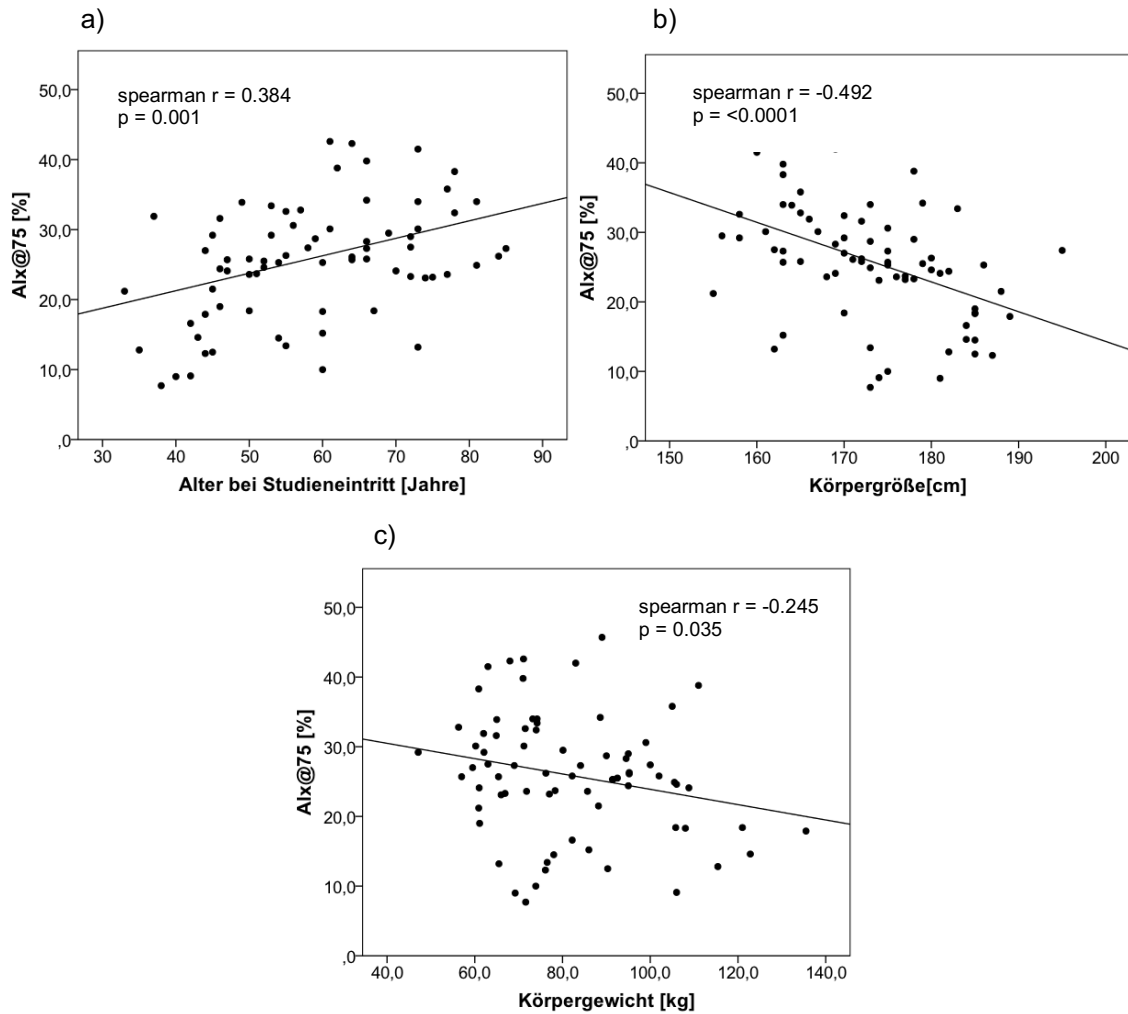 a)
spearman r = 0.384
p = 0.001
AIx@75 [%]
50,0
40,0
30,0
20,0
10,0
,0
30 40 50 60 70 80 90
Alter bei Studieneintritt [Jahre]
b)
spearman r = -0.492
p = <0.0001
AIx@75 [%]
50,0
40,0
30,0
20,0
10,0
,0
150 160 170 180 190 200
Körpergröße[cm]
c)
spearman r = -0.245
p = 0.035
AIx@75 [%]
50,0
40,0
30,0
20,0
10,0
,0
40,0 60,0 80,0 100,0 120,0 140,0
Körpergewicht [kg]